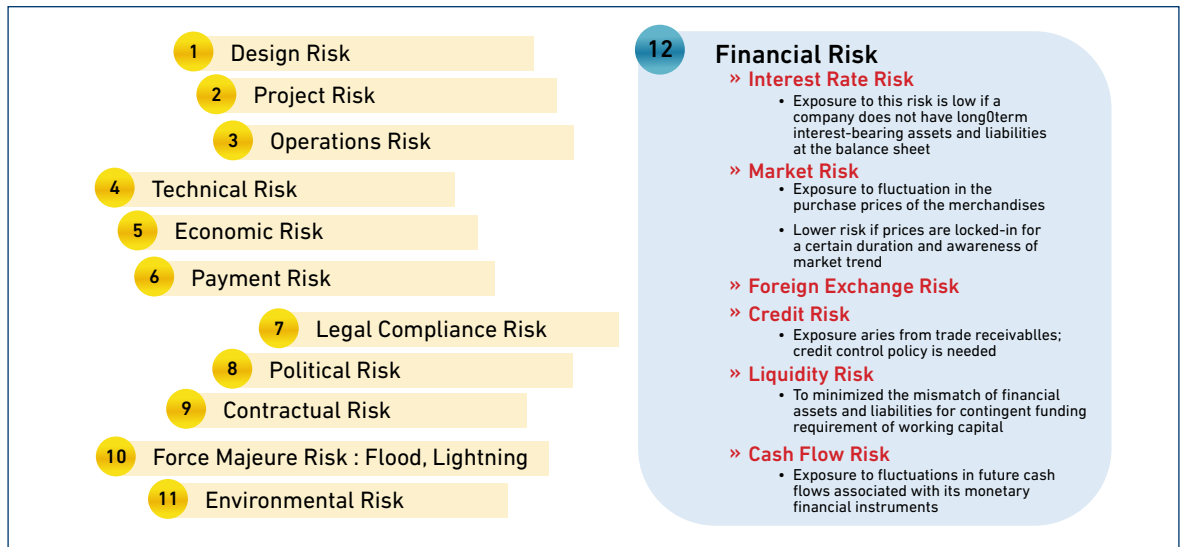 1 Design Risk
2 Project Risk
3 Operations Risk
4 Technical Risk
5 Economic Risk
6 Payment Risk
7 Legal Compliance Risk
8 Political Risk
9 Contractual Risk
10 Force Majeure Risk : Flood, Lightning
11 Environmental Risk
12 Financial Risk
» Interest Rate Risk
• Exposure to this risk is low if a
company does not have long0term
interest-bearing assets and liabilities
at the balance sheet
» Market Risk
• Exposure to fluctuation in the
purchase prices of the merchandises
• Lower risk if prices are locked-in for
a certain duration and awareness of
market trend
» Foreign Exchange Risk
» Credit Risk
• Exposure aries from trade receivablles;
credit control policy is needed
» Liquidity Risk
• To minimized the mismatch of financial
assets and liabilities for contingent funding
requirement of working capital
» Cash Flow Risk
• Exposure to fluctuations in future cash
flows associated with its monetary
financial instruments